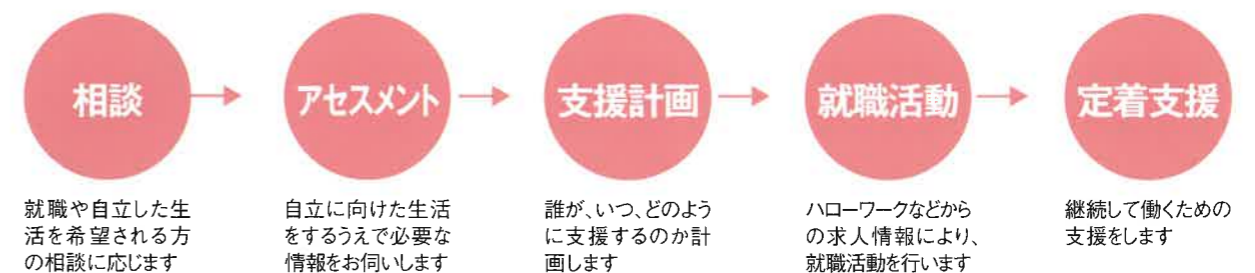 相談
アセスメント
支援計画
就職活動
定着支援
就職や自立した生
活を希望される方
の相談に応じます
自立に向けた生活
をするうえで必要な
情報をお伺いします
誰が、いつ、どのよう
に支援するのか計
画します
ハローワークなどから
の求人情報により、
就職活動を行います
継続して働くための
支援をします